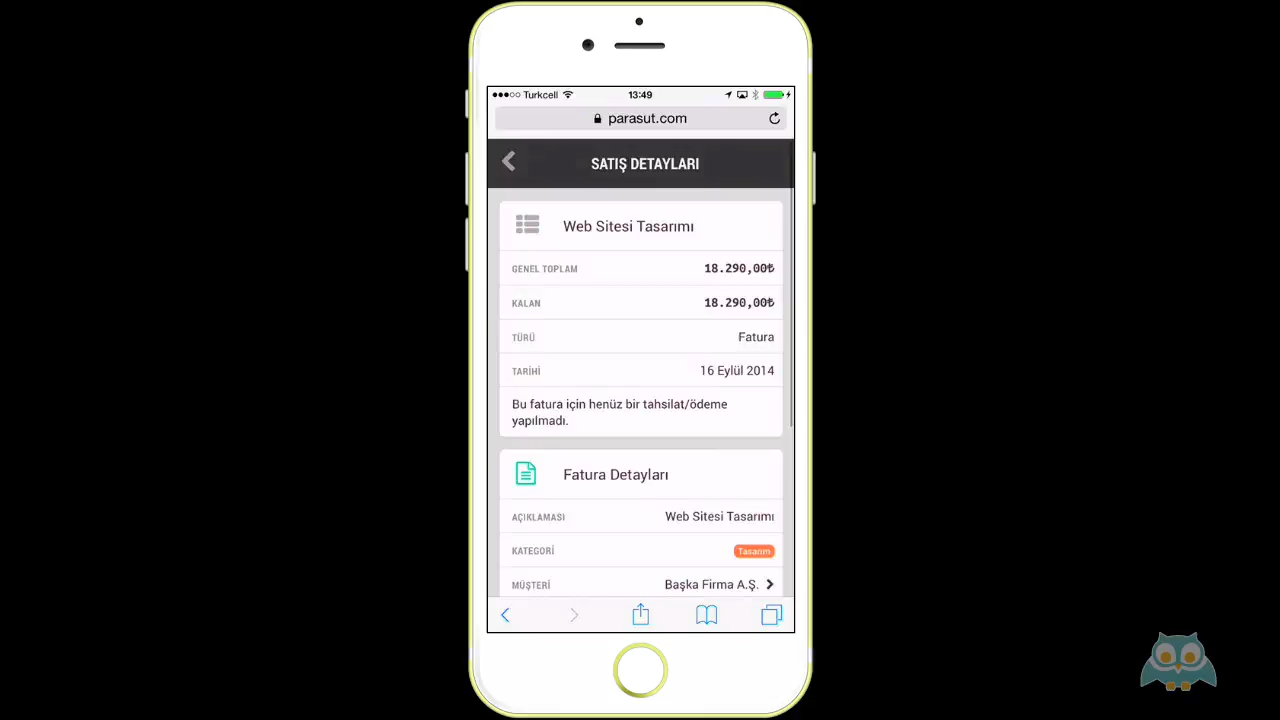 Turkcell 13:49
parasut.com
SATIŞ DETAYLARI
Web Sitesi Tasarımı
GENEL TOPLAM 18.290,00₺
KALAN 18.290,00₺
TÜRÜ Fatura
TARİHİ 16 Eylül 2014
Bu fatura için henüz bir tahsilat/ödeme
yapılmadı.
Fatura Detayları
AÇIKLAMASI Web Sitesi Tasarımı
KATEGORİ Tasarım
MÜŞTERİ Başka Firma A.Ş.